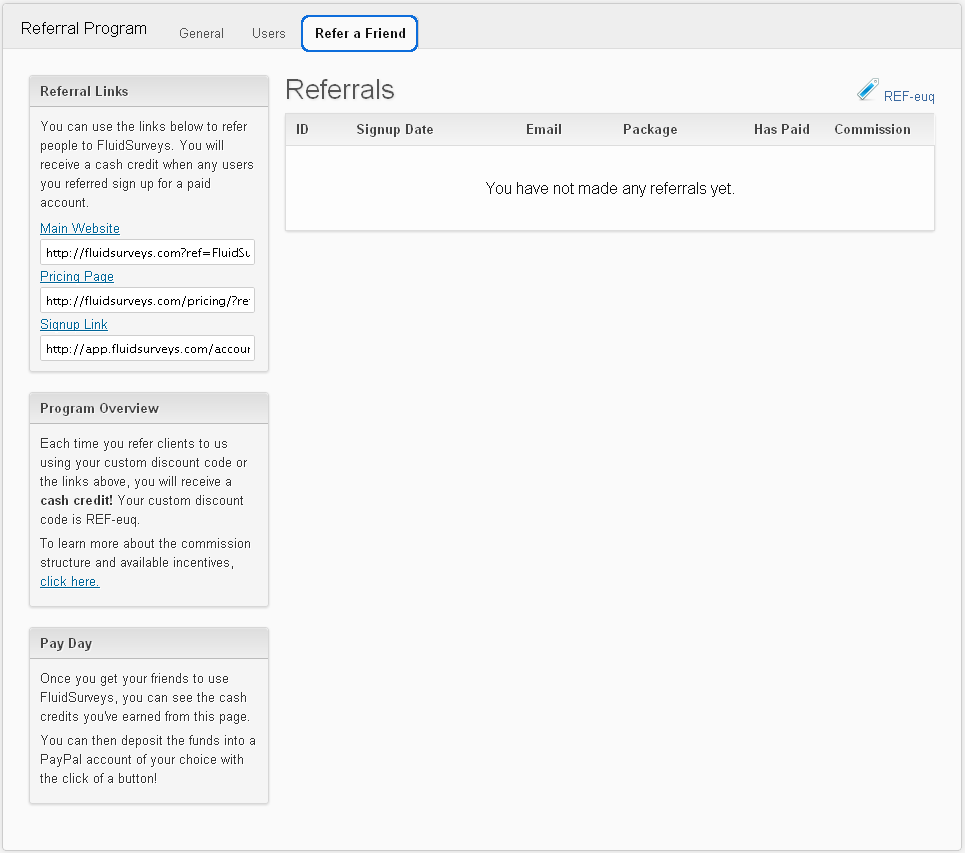 Referral Program General Users Refer a Friend
Referral Links
You can use the links below to refer
people to FluidSurveys. You will
receive a cash credit when any users
you referred sign up for a paid
account.
Main Website
http://fluidsurveys.com?ref=FluidSu
Pricing Page
http://fluidsurveys.com/pricing/?re
Signup Link
http://app.fluidsurveys.com/accour
Program Overview
Each time you refer clients to us
using your custom discount code or
the links above, you will receive a
cash credit! Your custom discount
code is REF-euq.
To learn more about the commission
structure and available incentives,
click here.
Pay Day
Once you get your friends to use
FluidSurveys, you can see the cash
credits you've earned from this page.
You can then deposit the funds into a
PayPal account of your choice with
the click of a button!
Referrals
REF-euq
ID Signup Date Email Package Has Paid Commission
You have not made any referrals yet.